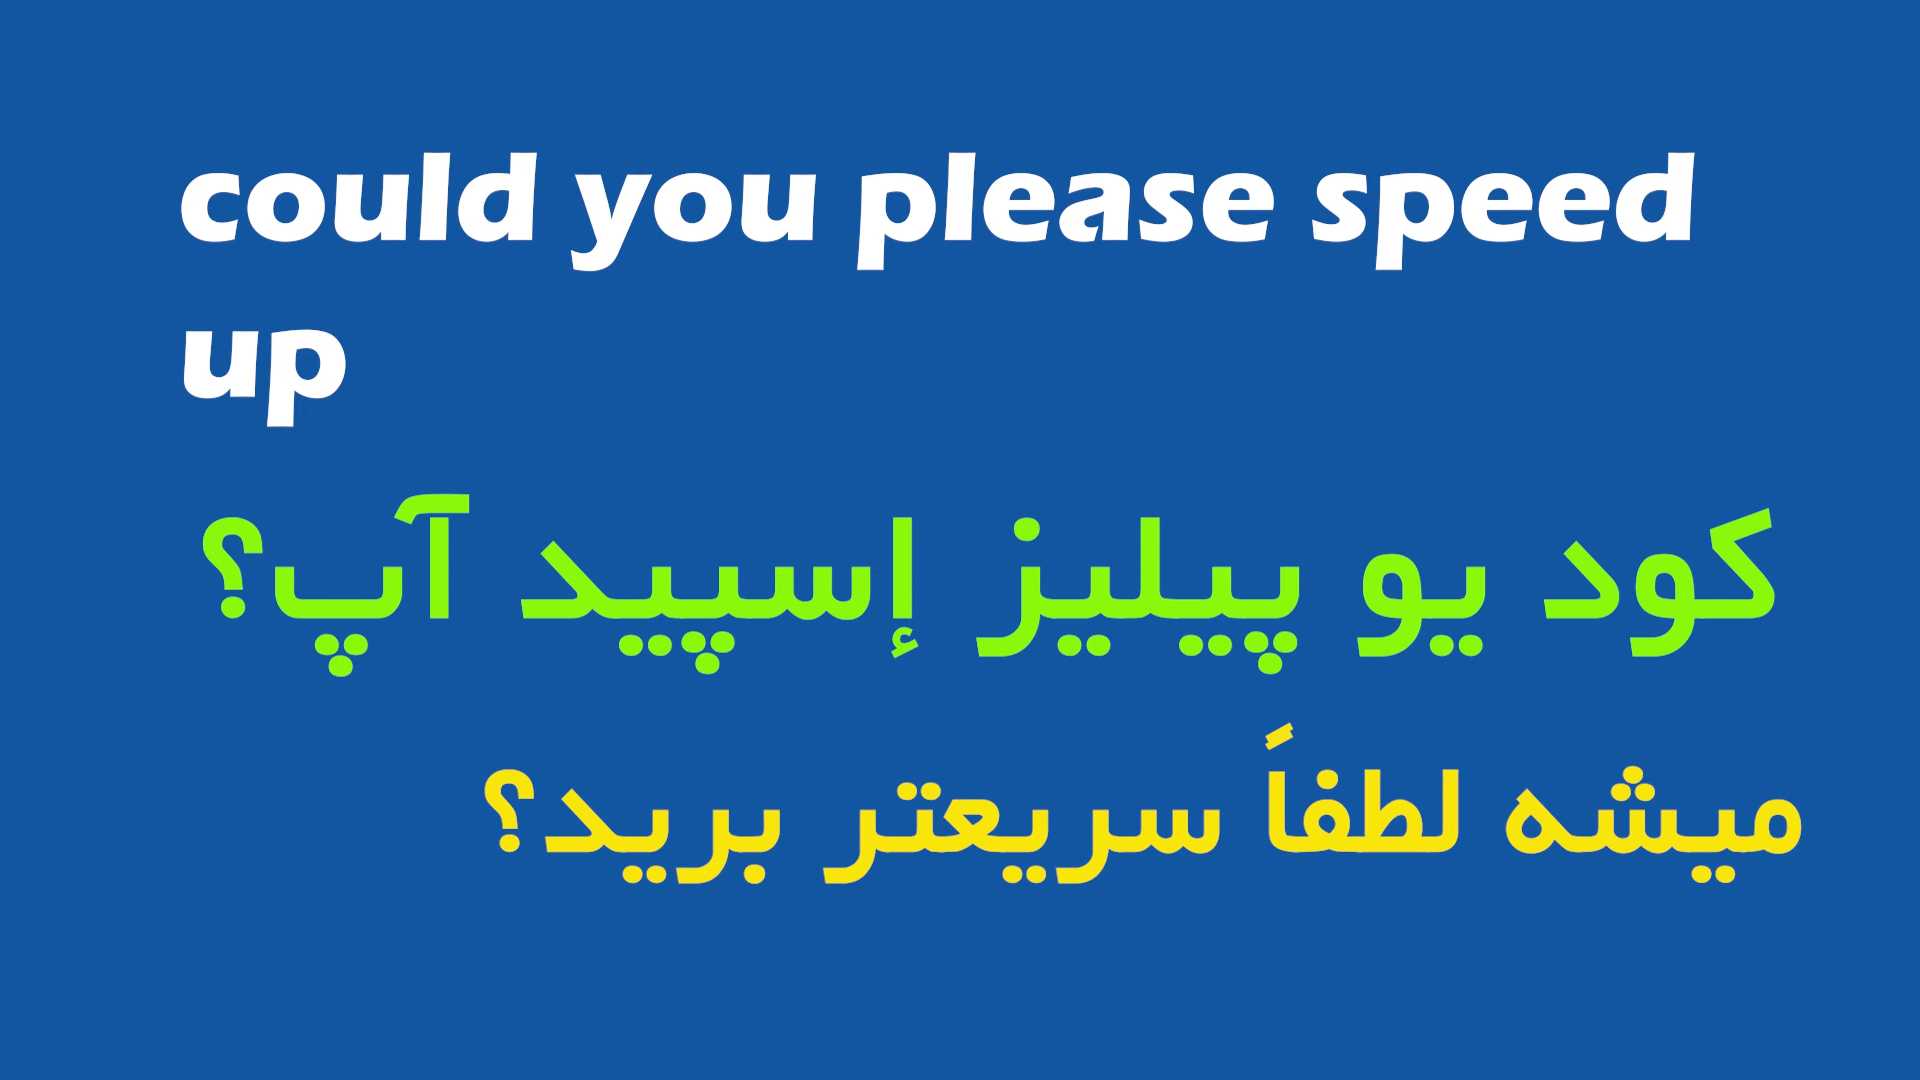 could you please speed
up
کود یو پیلیز إسپید آپ؟
میشه لطفاً سریعتر برید؟